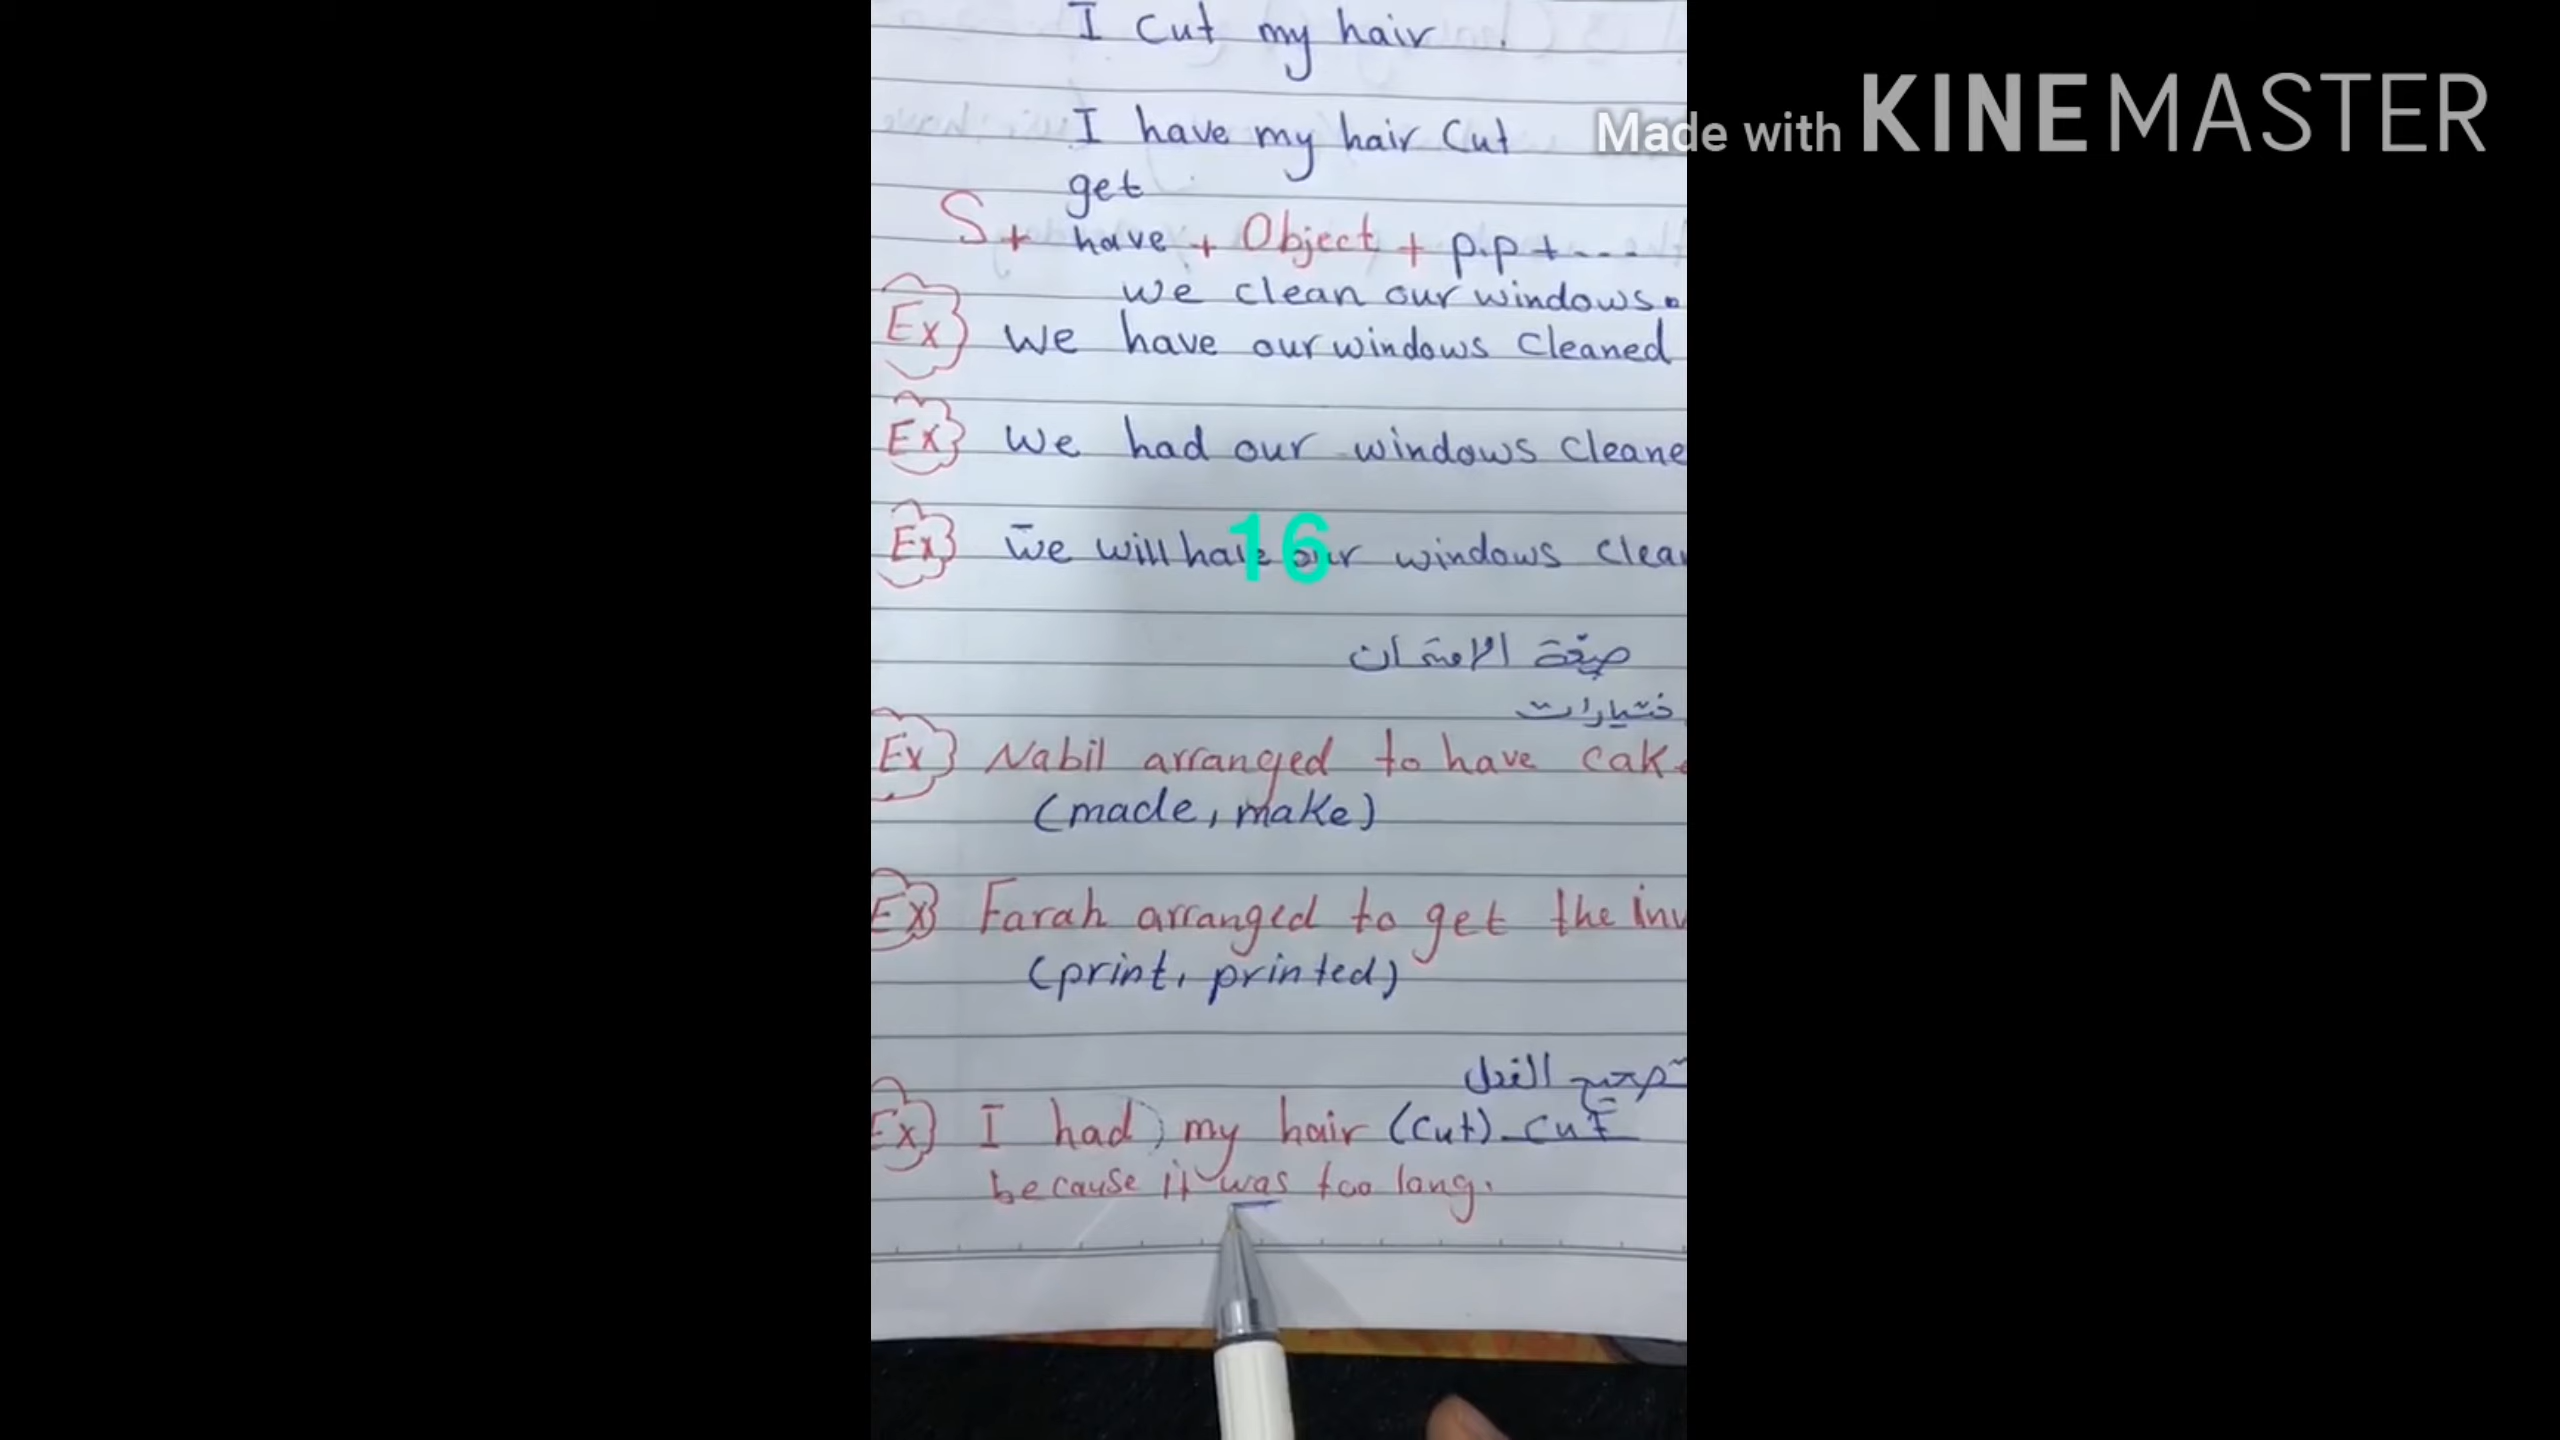 I cut my hair.
Made with KINEMASTER
I have my hair cut
get
S + have + Object + p.p + ---
we clean our windows.
Ex We have our windows cleaned
Ex We had our windows cleane
Ex We will have our windows clean
16
صيغة الامتحان
ختيارات
Ex Nabil arranged to have cake
(made, make)
Ex Farah arranged to get the inv
(print, printed)
تصحيح الفعل
Ex I had my hair (cut) cut
because it was too long.